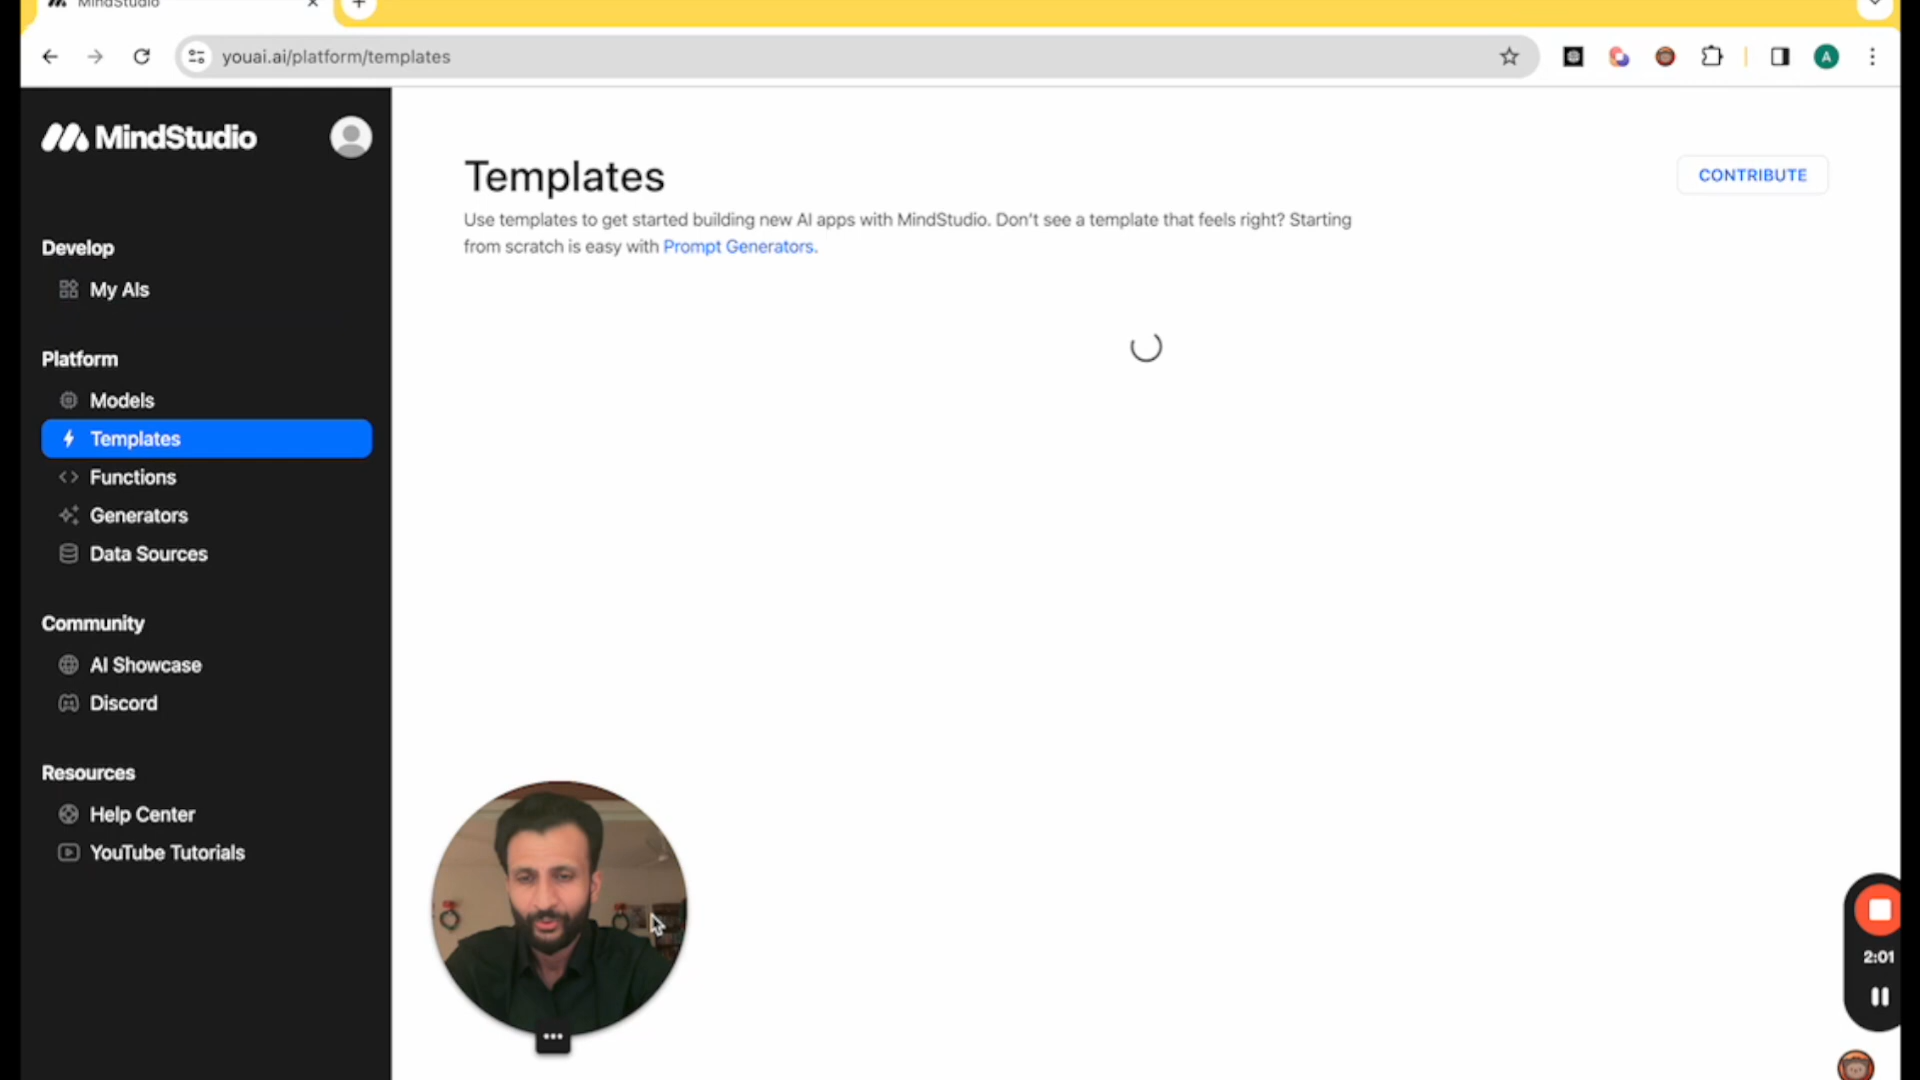 MindStudio
youai.ai/platform/templates
A
MindStudio
Templates
CONTRIBUTE
Use templates to get started building new AI apps with MindStudio. Don't see a template that feels right? Starting
from scratch is easy with Prompt Generators.
Develop
My AIs
Platform
Models
Templates
Functions
Generators
Data Sources
Community
AI Showcase
Discord
Resources
Help Center
YouTube Tutorials
2:01